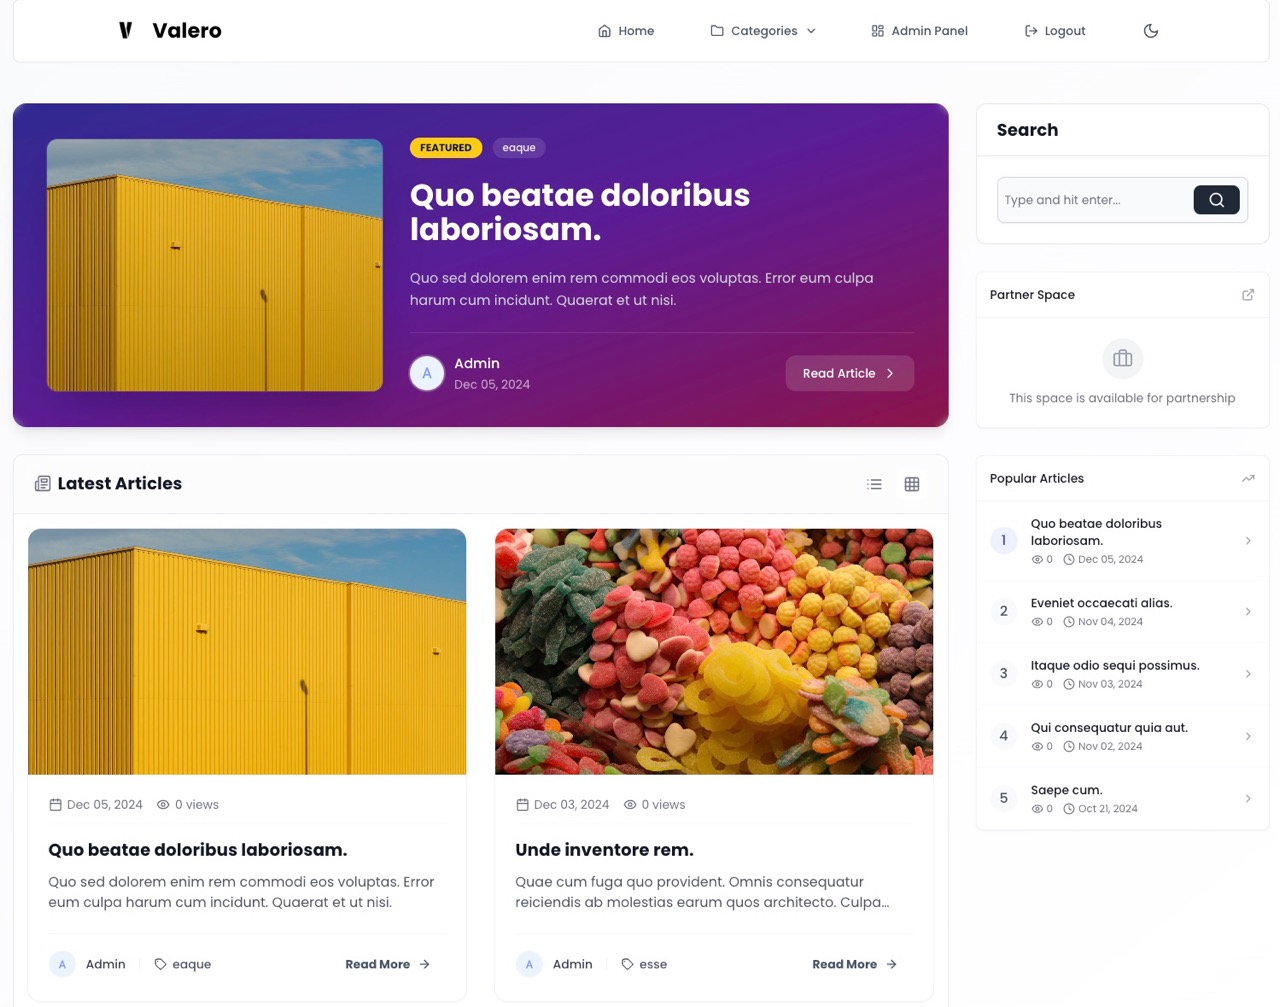 Valero
Home
Categories
Admin Panel
Logout
FEATURED
eaque
Quo beatae doloribus
laboriosam.
Quo sed dolorem enim rem commodi eos voluptas. Error eum culpa
harum cum incidunt. Quaerat et ut nisi.
A
Admin
Dec 05, 2024
Read Article
Search
Type and hit enter...
Partner Space
This space is available for partnership
Latest Articles
Dec 05, 2024 0 views
Quo beatae doloribus laboriosam.
Quo sed dolorem enim rem commodi eos voluptas. Error
eum culpa harum cum incidunt. Quaerat et ut nisi.
A Admin eaque Read More
Dec 03, 2024 0 views
Unde inventore rem.
Quae cum fuga quo provident. Omnis consequatur
reiciendis ab molestias earum quos architecto. Culpa...
A Admin esse Read More
Popular Articles
1
Quo beatae doloribus
laboriosam.
0 Dec 05, 2024
2
Eveniet occaecati alias.
0 Nov 04, 2024
3
Itaque odio sequi possimus.
0 Nov 03, 2024
4
Qui consequatur quia aut.
0 Nov 02, 2024
5
Saepe cum.
0 Oct 21, 2024